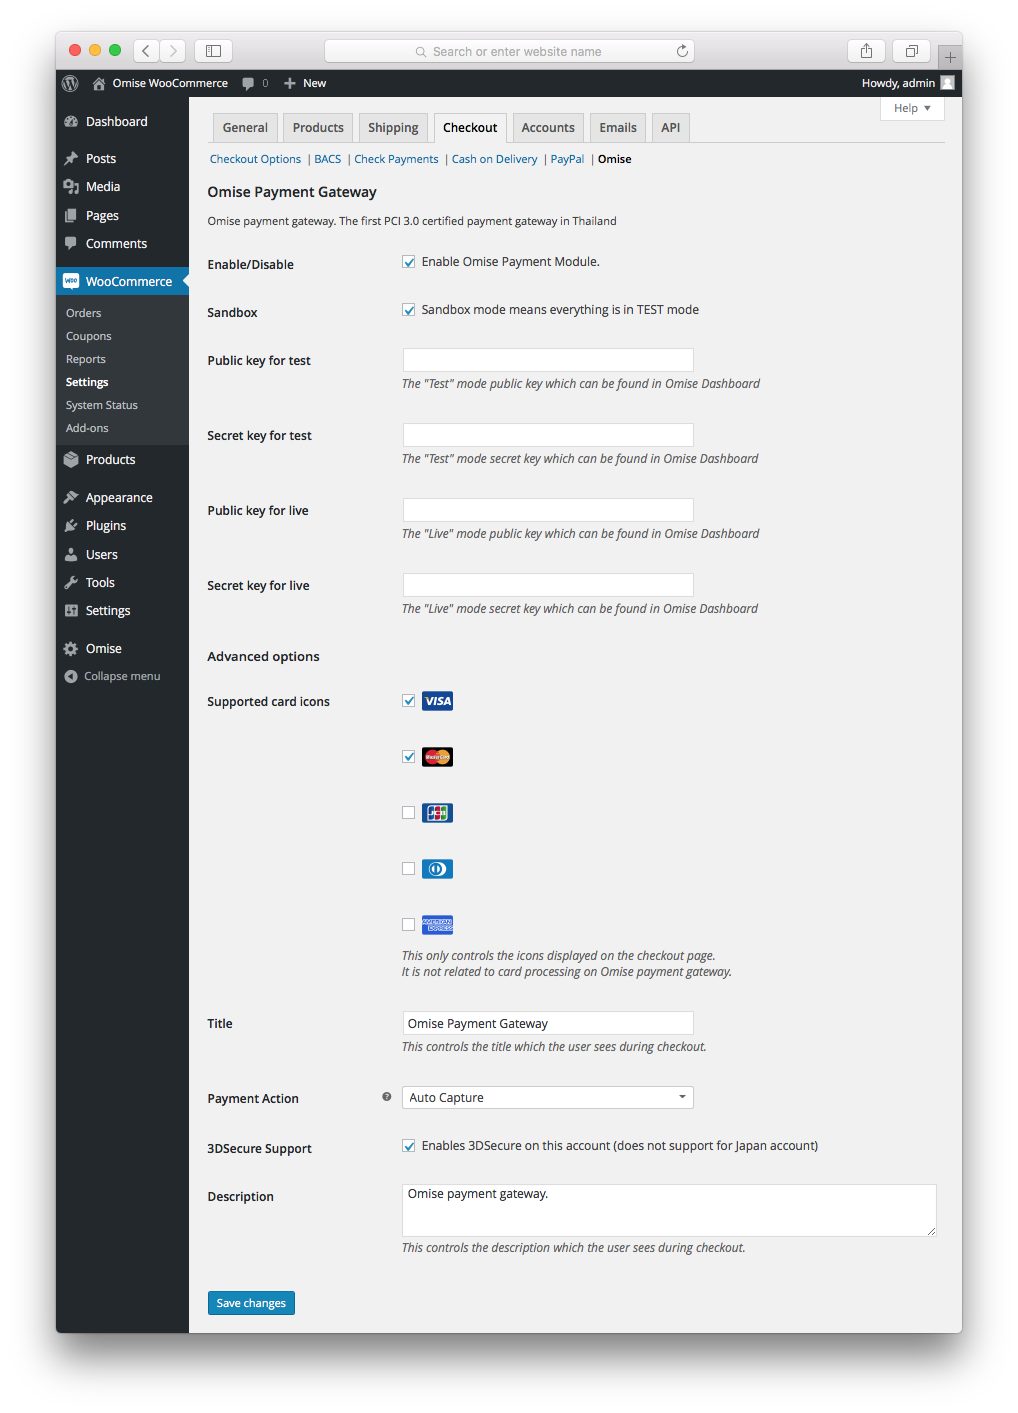 Search or enter website name
Omise WooCommerce 0 New
Howdy, admin
Help
Dashboard
Posts
Media
Pages
Comments
WooCommerce
Orders
Coupons
Reports
Settings
System Status
Add-ons
Products
Appearance
Plugins
Users
Tools
Settings
Omise
Collapse menu
General Products Shipping Checkout Accounts Emails API
Checkout Options | BACS | Check Payments | Cash on Delivery | PayPal | Omise
Omise Payment Gateway
Omise payment gateway. The first PCI 3.0 certified payment gateway in Thailand
Enable/Disable Enable Omise Payment Module.
Sandbox Sandbox mode means everything is in TEST mode
Public key for test
The "Test" mode public key which can be found in Omise Dashboard
Secret key for test
The "Test" mode secret key which can be found in Omise Dashboard
Public key for live
The "Live" mode public key which can be found in Omise Dashboard
Secret key for live
The "Live" mode secret key which can be found in Omise Dashboard
Advanced options
Supported card icons VISA
MasterCard
JCB
AMERICAN
EXPRESS
This only controls the icons displayed on the checkout page.
It is not related to card processing on Omise payment gateway.
Title Omise Payment Gateway
This controls the title which the user sees during checkout.
Payment Action ? Auto Capture
3DSecure Support Enables 3DSecure on this account (does not support for Japan account)
Description Omise payment gateway.
This controls the description which the user sees during checkout.
Save changes